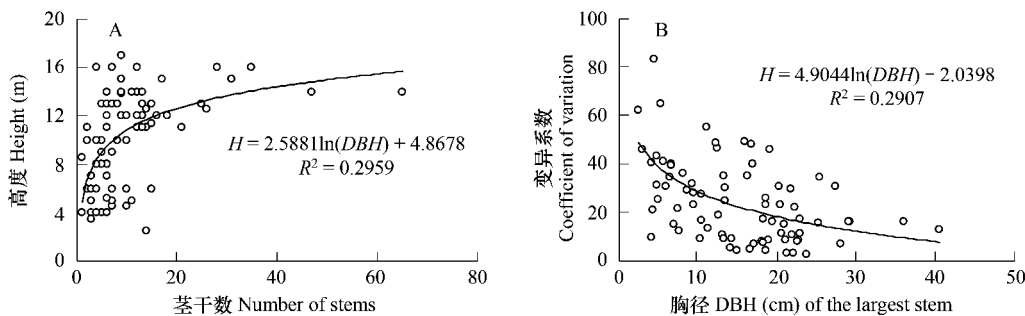 A
20
16
12
8
4
0
高度 Height (m)
H = 2.5881ln(DBH) + 4.8678
R² = 0.2959
0 20 40 60 80
茎干数 Number of stems
B
100
80
60
40
20
0
变异系数
Coefficient of variation
H = 4.9044ln(DBH) − 2.0398
R² = 0.2907
0 10 20 30 40 50
胸径 DBH (cm) of the largest stem